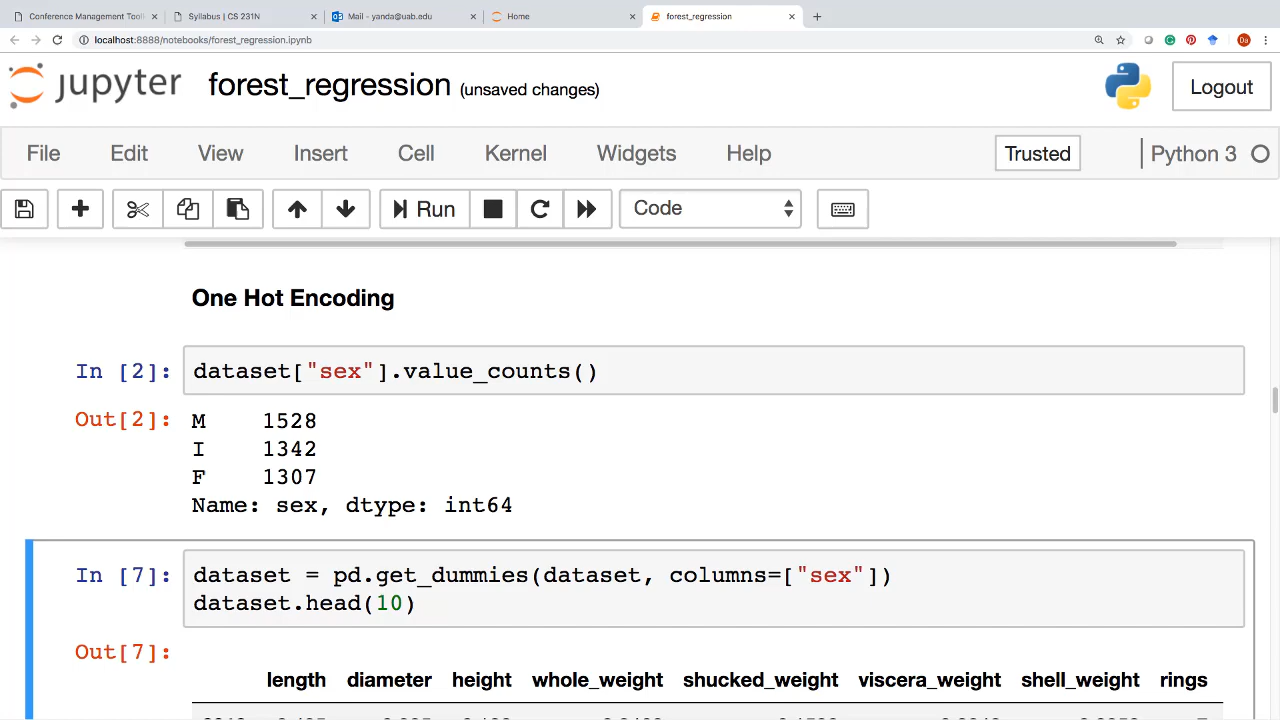 Conference Management Toolk
Syllabus | CS 231N
Mail - yanda@uab.edu
Home
forest_regression
localhost:8888/notebooks/forest_regression.ipynb
Da
jupyter
forest_regression (unsaved changes)
Logout
File Edit View Insert Cell Kernel Widgets Help
Trusted
Python 3
Run
Code
One Hot Encoding
In [2]: dataset["sex"].value_counts()
Out[2]: M 1528
I 1342
F 1307
Name: sex, dtype: int64
In [7]: dataset = pd.get_dummies(dataset, columns=["sex"])
dataset.head(10)
Out[7]:
length diameter height whole_weight shucked_weight viscera_weight shell_weight rings